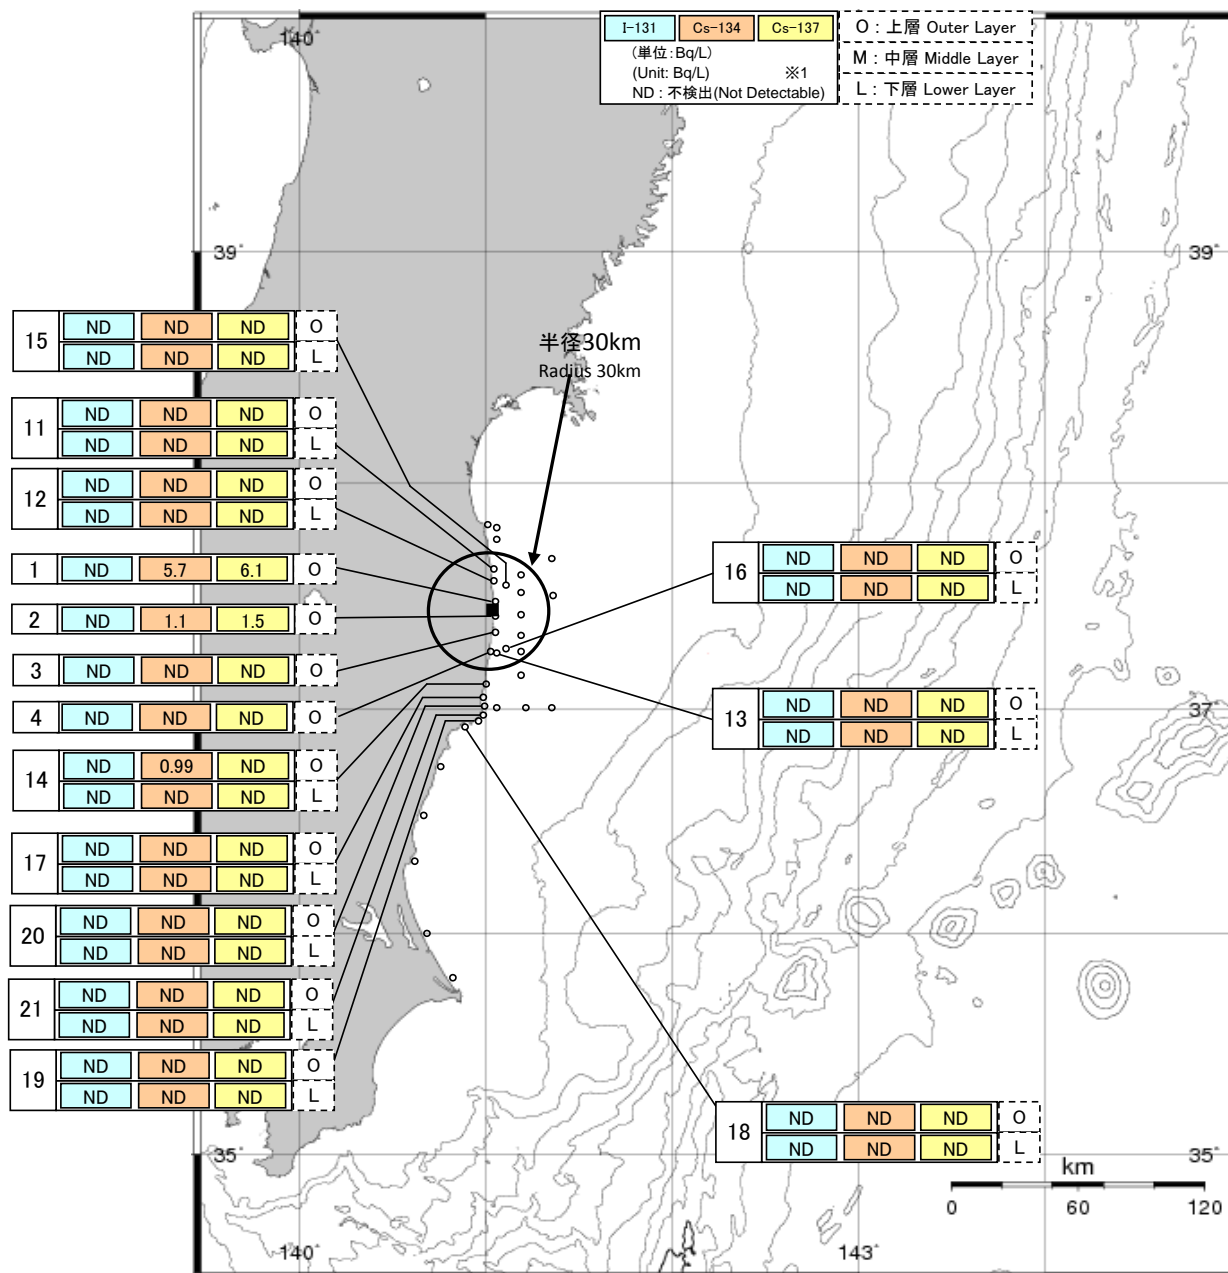 140゜
I-131 Cs-134 Cs-137
(単位:Bq/L)
(Unit: Bq/L) ※1
ND : 不検出(Not Detectable)
O : 上層 Outer Layer
M : 中層 Middle Layer
L : 下層 Lower Layer
39゜ 39゜
半径30km
Radius 30km
15 ND ND ND O
ND ND ND L
11 ND ND ND O
ND ND ND L
12 ND ND ND O
ND ND ND L
1 ND 5.7 6.1 O
2 ND 1.1 1.5 O
3 ND ND ND O
4 ND ND ND O
14 ND 0.99 ND O
ND ND ND L
17 ND ND ND O
ND ND ND L
20 ND ND ND O
ND ND ND L
21 ND ND ND O
ND ND ND L
19 ND ND ND O
ND ND ND L
16 ND ND ND O
ND ND ND L
13 ND ND ND O
ND ND ND L
37゜
18 ND ND ND O
ND ND ND L
35゜ 35゜
km
0 60 120
140゜ 143゜